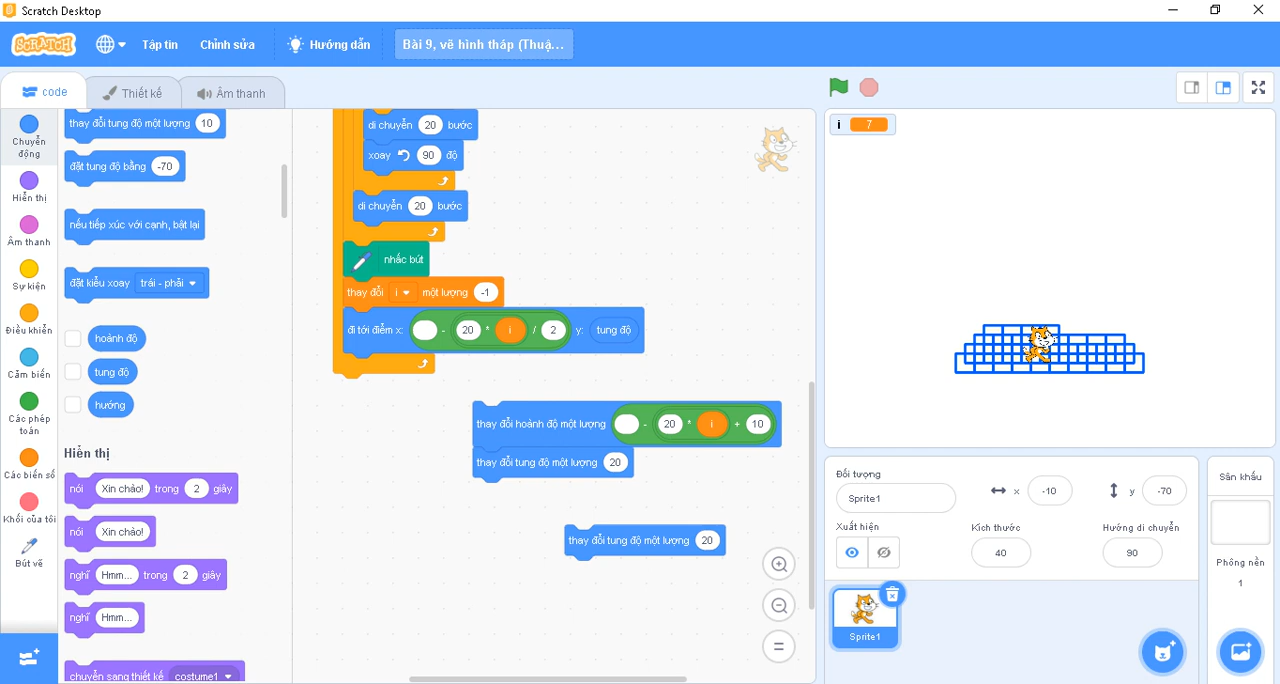 Scratch Desktop
SCRATCH
Tập tin
Chỉnh sửa
Hướng dẫn
Bài 9, vẽ hình tháp (Thuậ...
code
Thiết kế
Âm thanh
Chuyển động
Hiển thị
Âm thanh
Sự kiện
Điều khiển
Cảm biến
Các phép toán
Các biến số
Khối của tôi
Bút vẽ
thay đổi tung độ một lượng 10
đặt tung độ bằng -70
nếu tiếp xúc với cạnh, bật lại
đặt kiểu xoay trái - phải
hoành độ
tung độ
hướng
Hiển thị
nói Xin chào! trong 2 giây
nói Xin chào!
nghĩ Hmm... trong 2 giây
nghĩ Hmm...
chuyển sang thiết kế costume1
di chuyển 20 bước
xoay 90 độ
di chuyển 20 bước
nhấc bút
thay đổi i một lượng -1
đi tới điểm x: - 20 * i / 2 y: tung độ
thay đổi hoành độ một lượng - 20 * i + 10
thay đổi tung độ một lượng 20
thay đổi tung độ một lượng 20
i 7
Đối tượng
Sprite1
x -10
y -70
Xuất hiện
Kích thước
40
Hướng di chuyển
90
Sprite1
Sân khấu
Phông nền
1